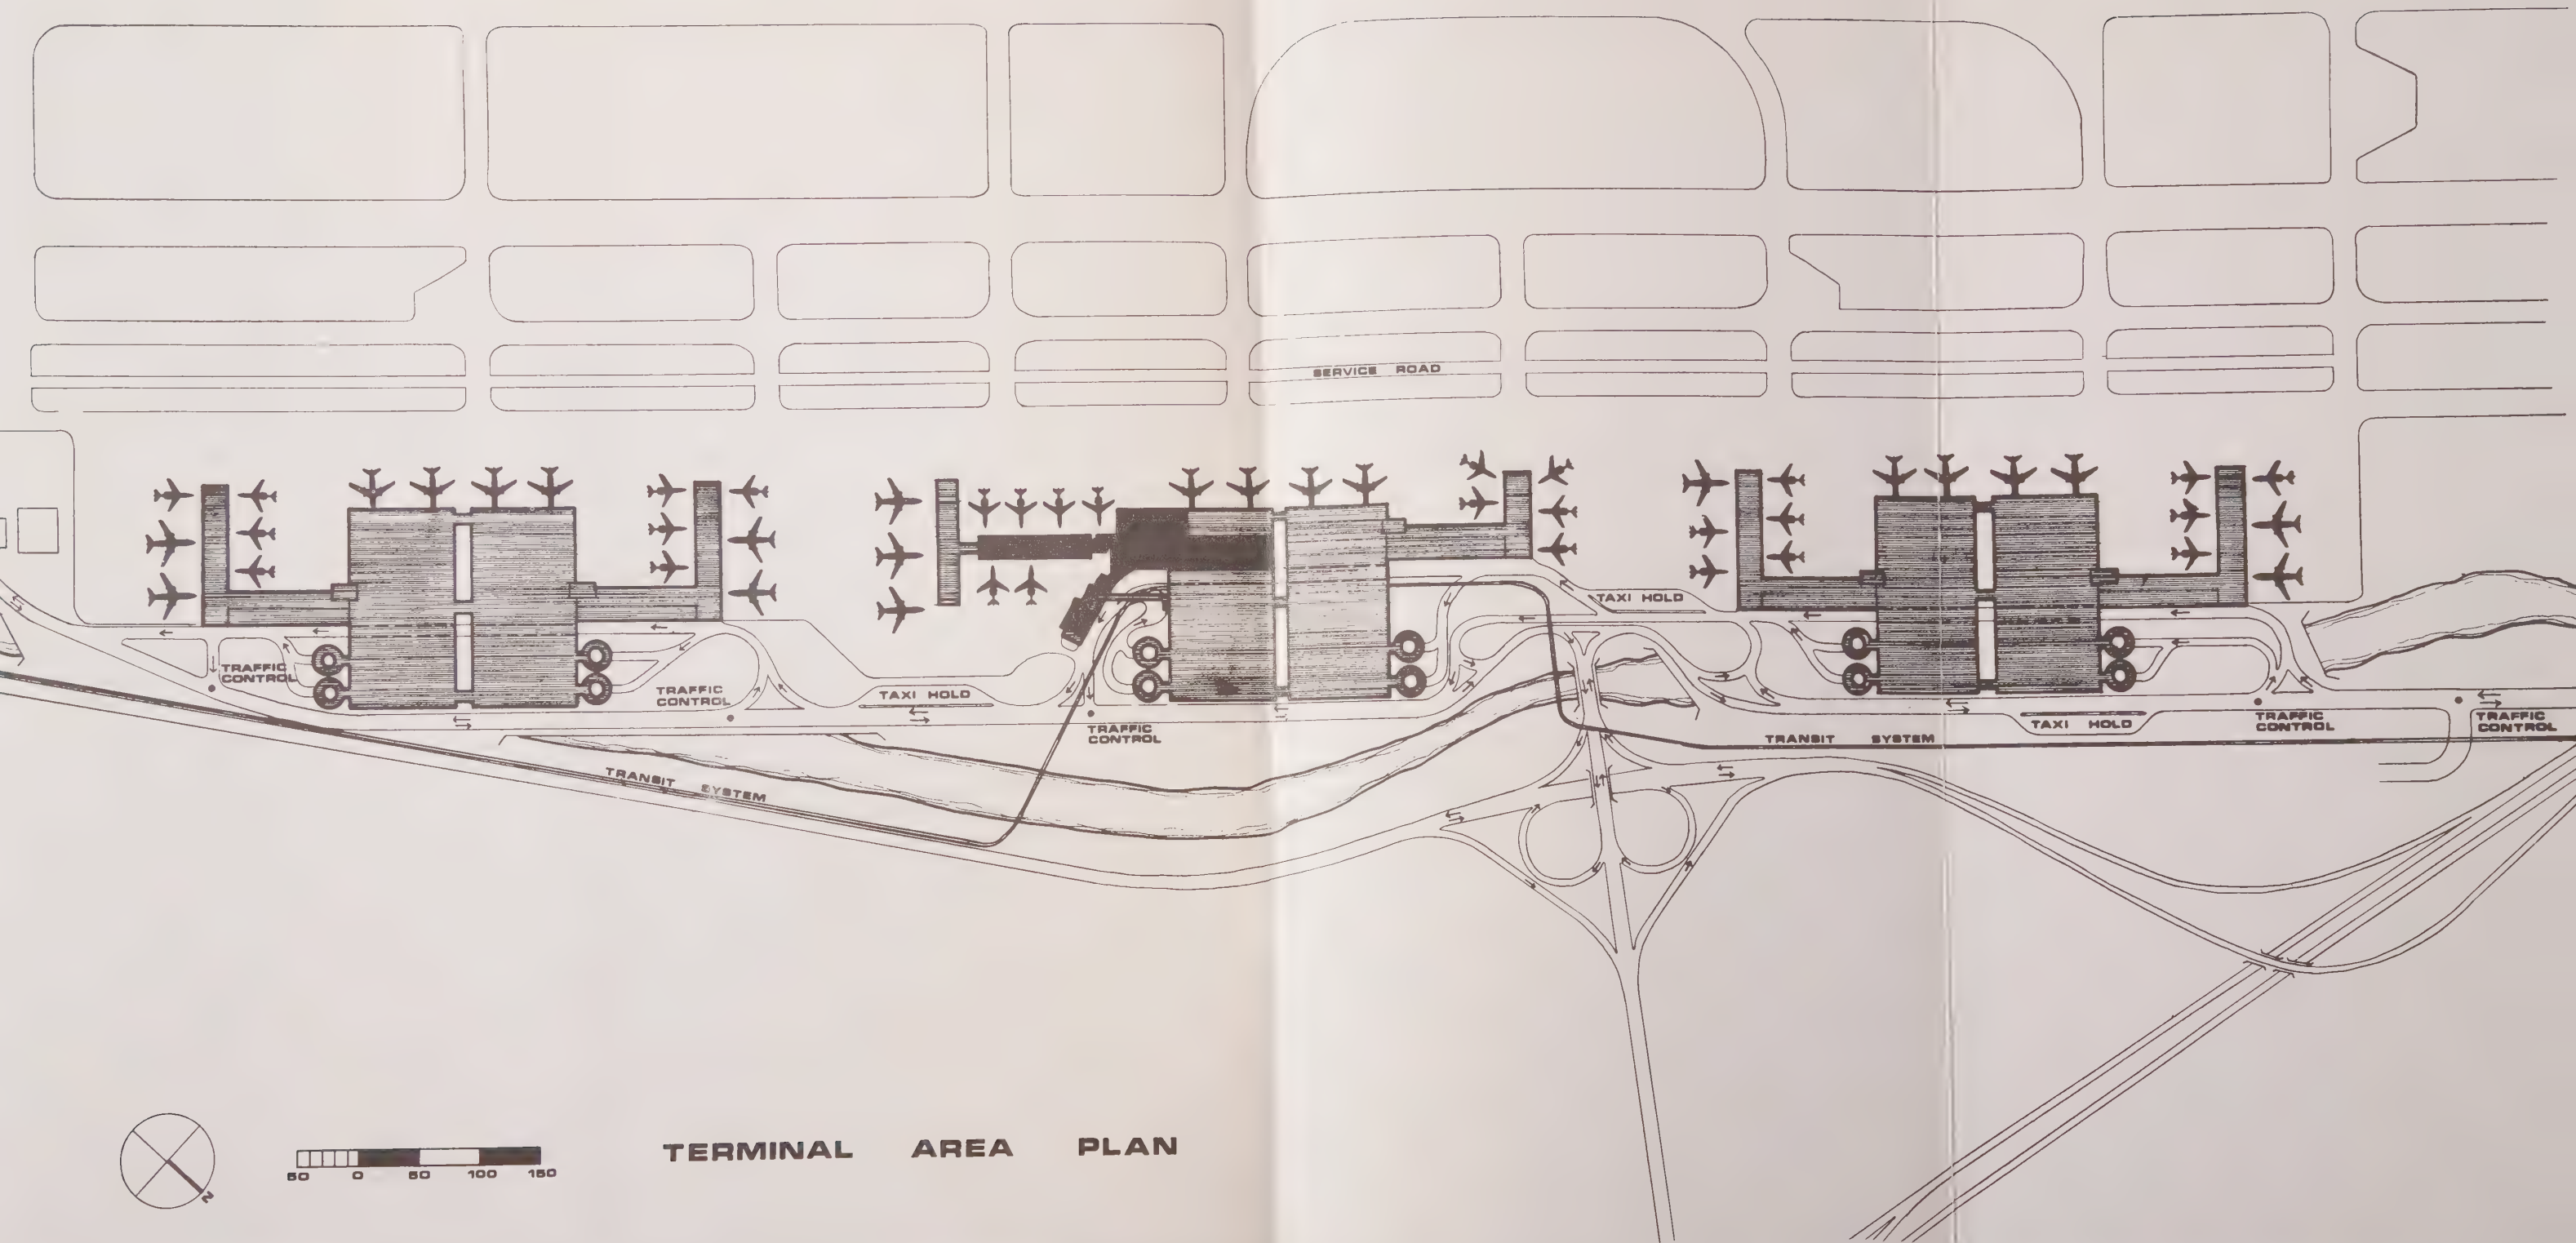 SERVICE ROAD
TAXI HOLD
TRAFFIC
CONTROL
TRAFFIC
CONTROL
TAXI HOLD
TRAFFIC
CONTROL
TAXI HOLD
TRAFFIC
CONTROL
TRAFFIC
CONTROL
TRANSIT SYSTEM
TRANSIT SYSTEM
50 0 50 100 150
N
TERMINAL AREA PLAN